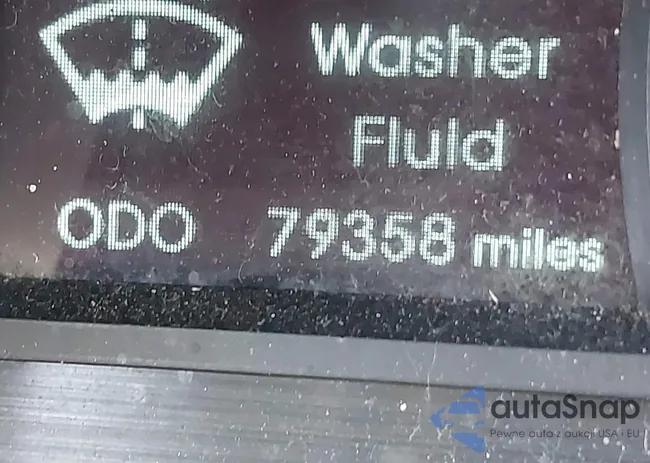 Washer
Fluid
ODO 79358 miles
autaSnap
Pewne auta z aukcji USA i EU